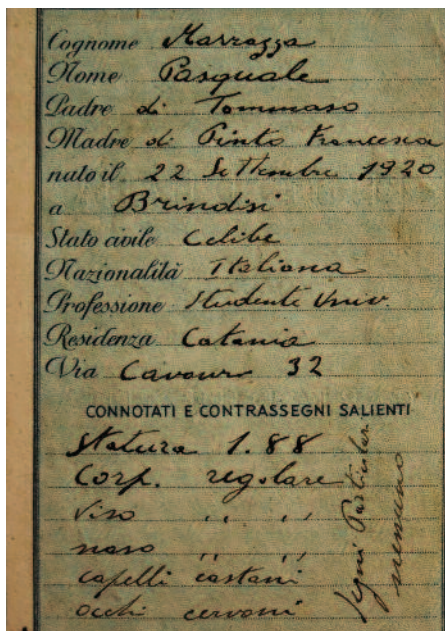 Cognome Marrazza
Nome Pasquale
Padre di Tommaso
Madre di Pinto Francesca
nato il 22 Settembre 1920
a Brindisi
Stato civile Celibe
Nazionalità Italiana
Professione Studente Univ.
Residenza Catania
Via Cavour 32
CONNOTATI E CONTRASSEGNI SALIENTI
Statura 1.88
Corp. regolare
viso ,, ,,
naso ,, ,,
capelli castani
occhi
Segni Particolari
nessuno